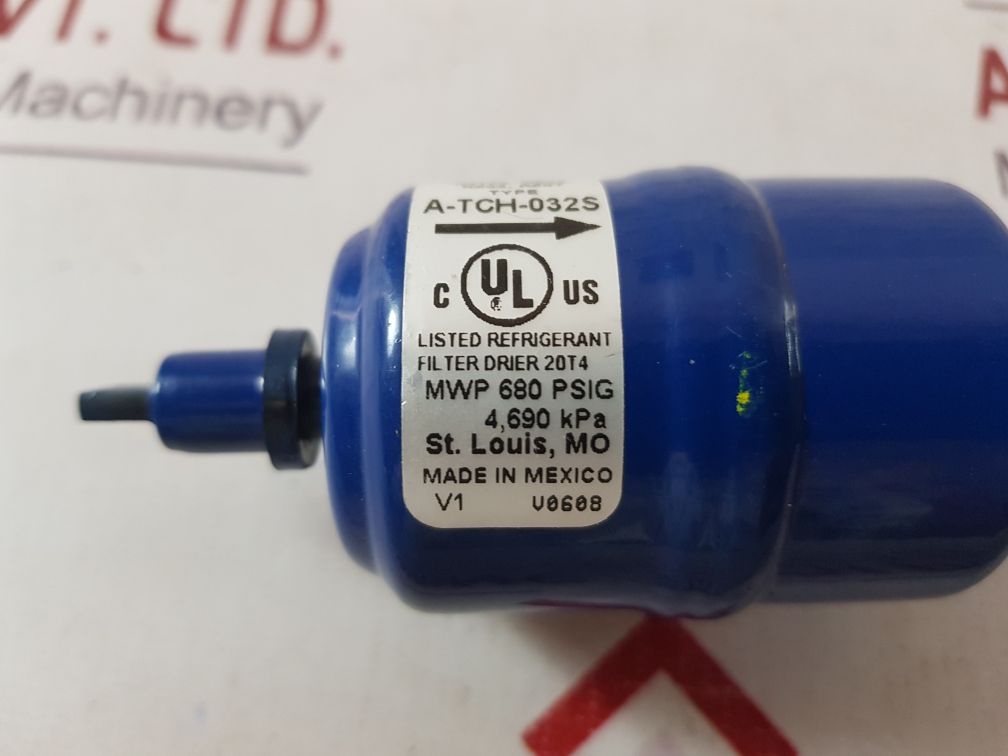 VT. LTD.
Machinery
TYPE
A-TCH-032S
C UL US
LISTED REFRIGERANT
FILTER DRIER 20T4
MWP 680 PSIG
4,690 kPa
St. Louis, MO
MADE IN MEXICO
V1 V0608